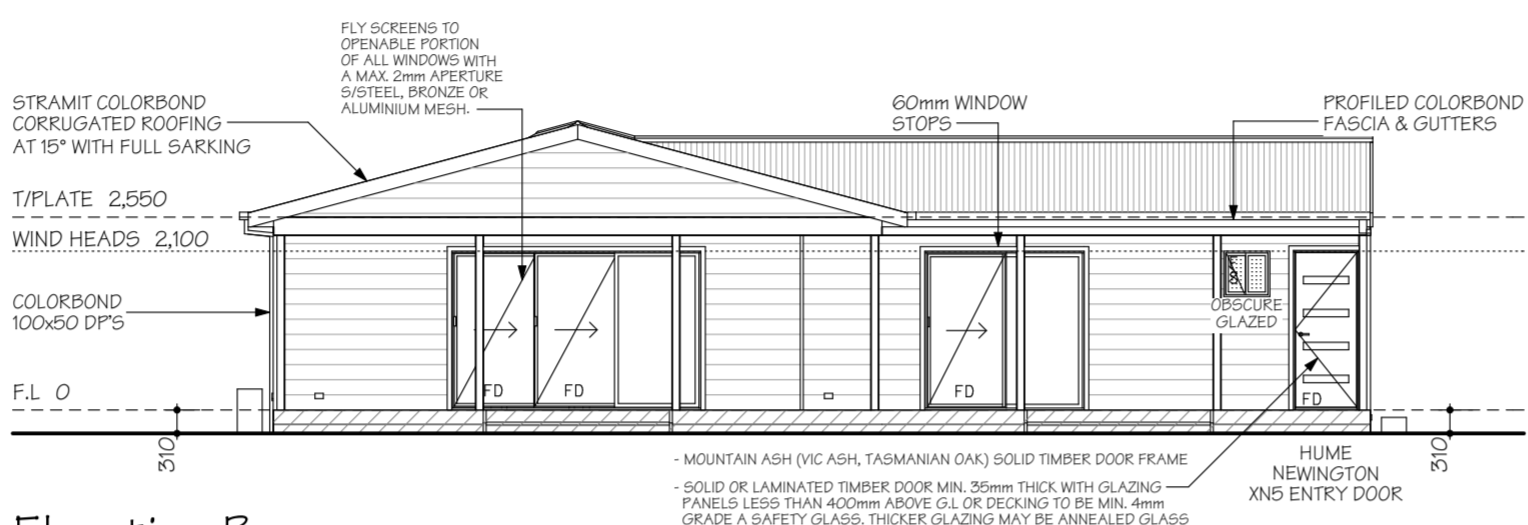 FLY SCREENS TO
OPENABLE PORTION
OF ALL WINDOWS WITH
A MAX. 2mm APERTURE
S/STEEL, BRONZE OR
ALUMINIUM MESH.
STRAMIT COLORBOND
CORRUGATED ROOFING
AT 15° WITH FULL SARKING
60mm WINDOW
STOPS
PROFILED COLORBOND
FASCIA & GUTTERS
T/PLATE 2,550
WIND HEADS 2,100
COLORBOND
100x50 DP'S
OBSCURE
GLAZED
F.L 0
FD
FD
FD
FD
310
310
- MOUNTAIN ASH (VIC ASH, TASMANIAN OAK) SOLID TIMBER DOOR FRAME
- SOLID OR LAMINATED TIMBER DOOR MIN. 35mm THICK WITH GLAZING
PANELS LESS THAN 400mm ABOVE G.L OR DECKING TO BE MIN. 4mm
GRADE A SAFETY GLASS. THICKER GLAZING MAY BE ANNEALED GLASS
HUME
NEWINGTON
XN5 ENTRY DOOR